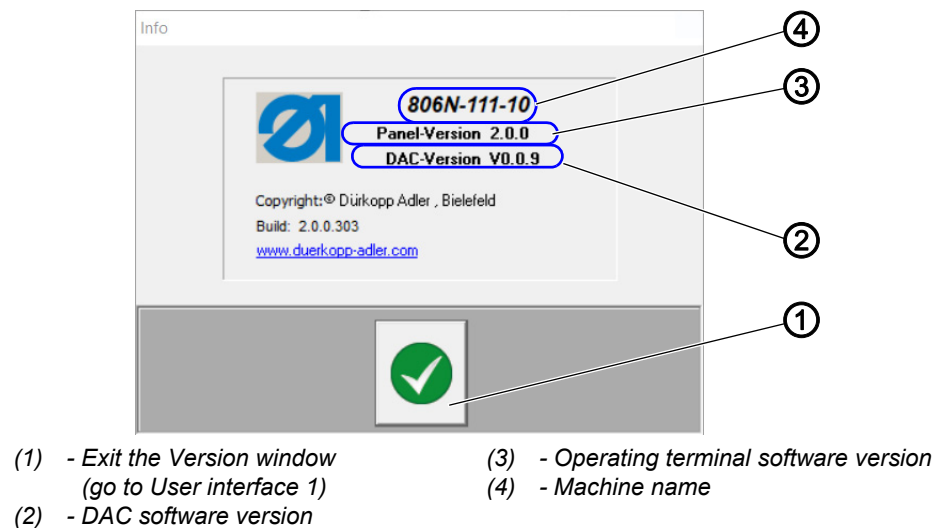 Info
806N-111-10
Panel-Version 2.0.0
DAC-Version V0.0.9
Copyright:© Dürkopp Adler , Bielefeld
Build: 2.0.0.303
www.duerkopp-adler.com
4
3
2
1
(1) - Exit the Version window
(go to User interface 1)
(2) - DAC software version
(3) - Operating terminal software version
(4) - Machine name